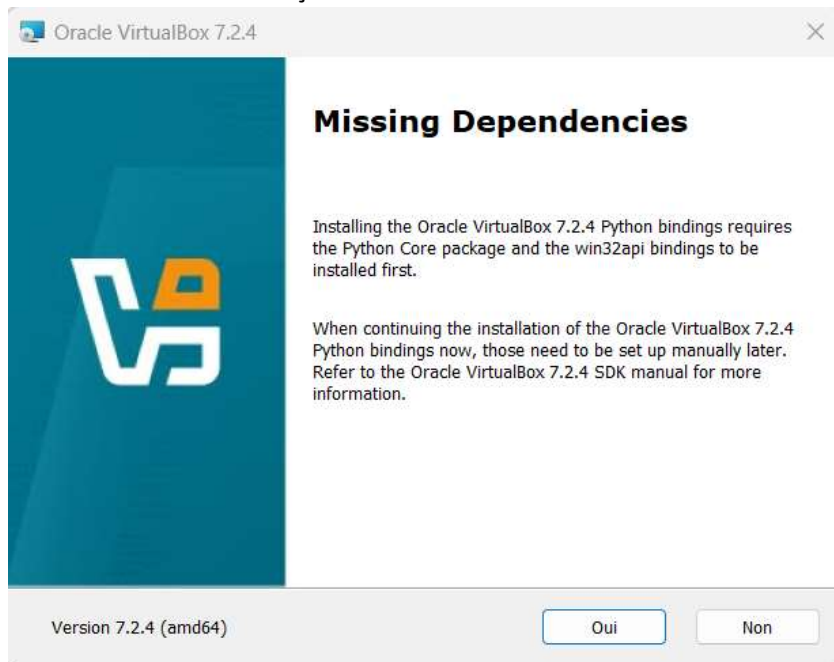 Oracle VirtualBox 7.2.4
Missing Dependencies
Installing the Oracle VirtualBox 7.2.4 Python bindings requires
the Python Core package and the win32api bindings to be
installed first.
When continuing the installation of the Oracle VirtualBox 7.2.4
Python bindings now, those need to be set up manually later.
Refer to the Oracle VirtualBox 7.2.4 SDK manual for more
information.
Version 7.2.4 (amd64)
Oui
Non